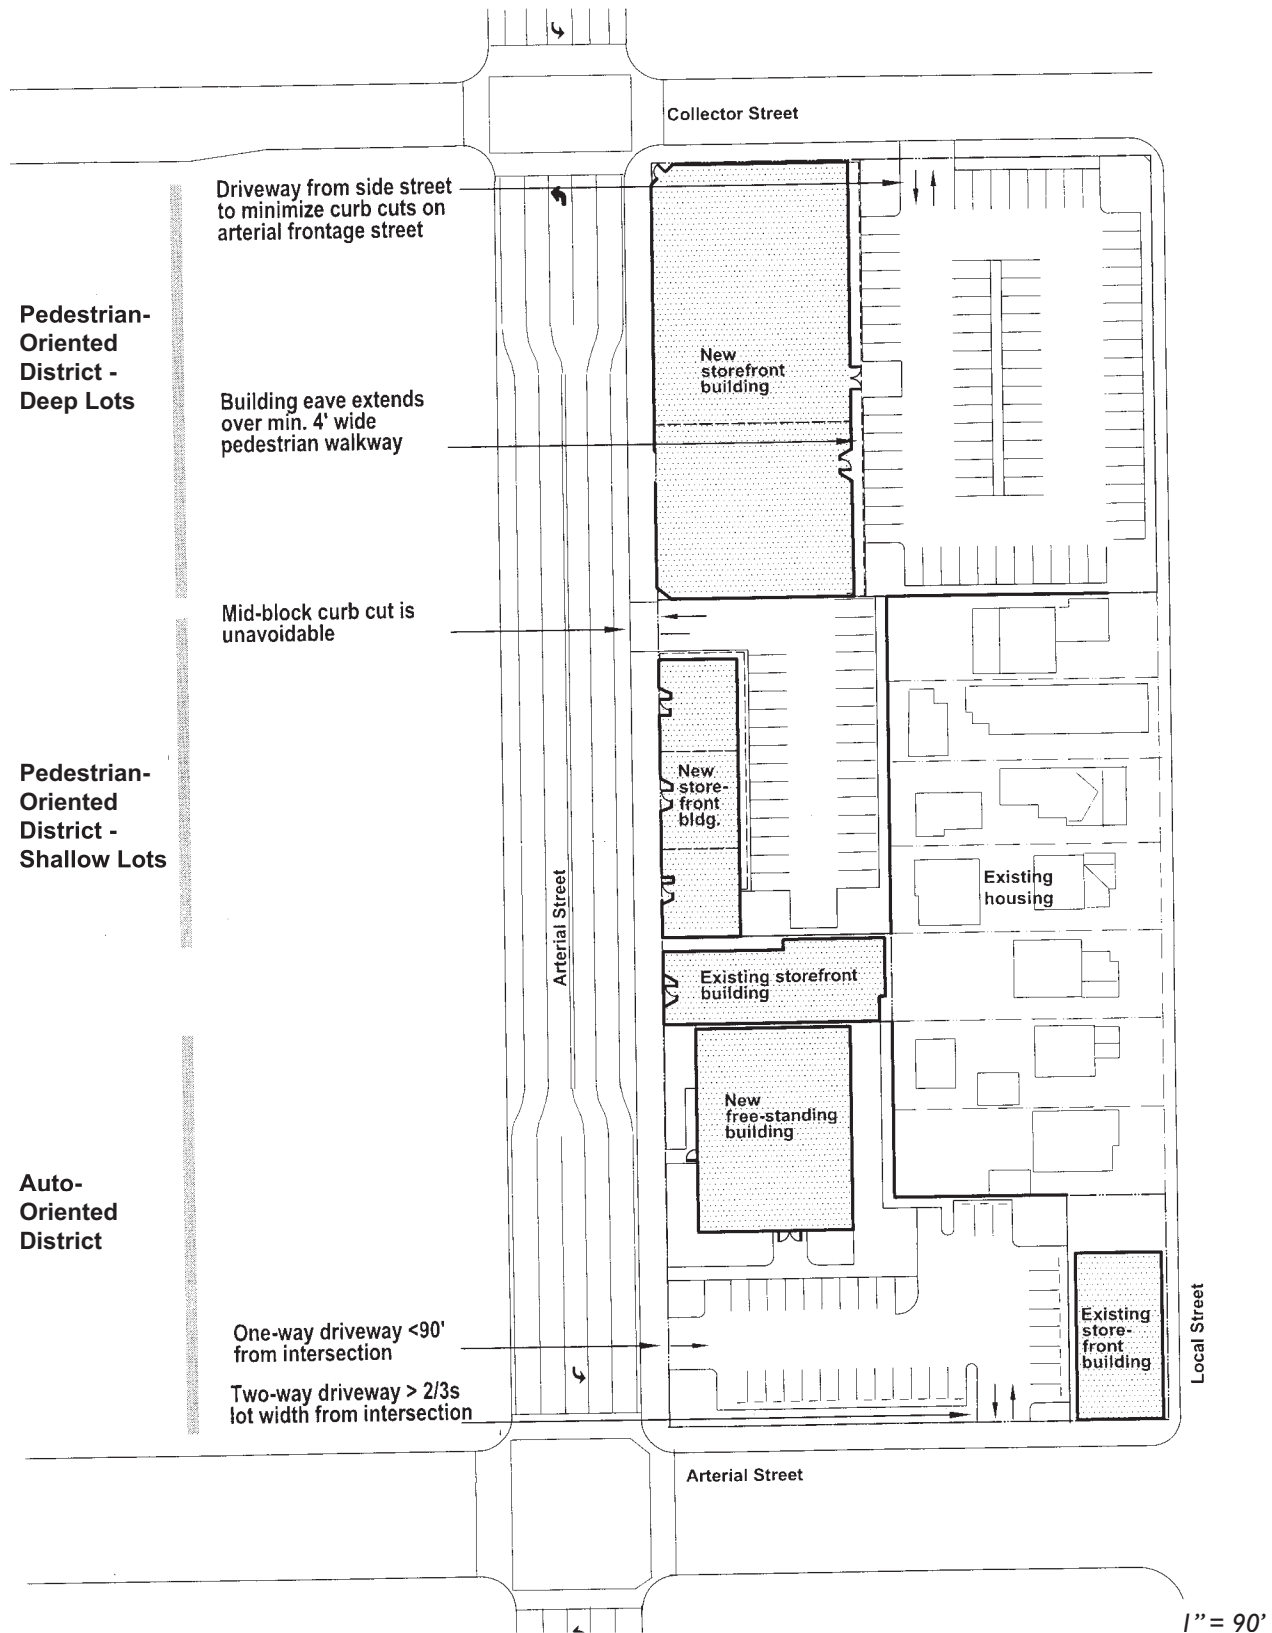 Collector Street
Driveway from side street
to minimize curb cuts on
arterial frontage street
Pedestrian-
Oriented
District -
Deep Lots
New
storefront
building
Building eave extends
over min. 4' wide
pedestrian walkway
Mid-block curb cut is
unavoidable
Pedestrian-
Oriented
District -
Shallow Lots
New
store-
front
bldg.
Arterial Street
Existing
housing
Existing storefront
building
New
free-standing
building
Auto-
Oriented
District
One-way driveway <90'
from intersection
Two-way driveway > 2/3s
lot width from intersection
Existing
store-
front
building
Local Street
Arterial Street
1" = 90'